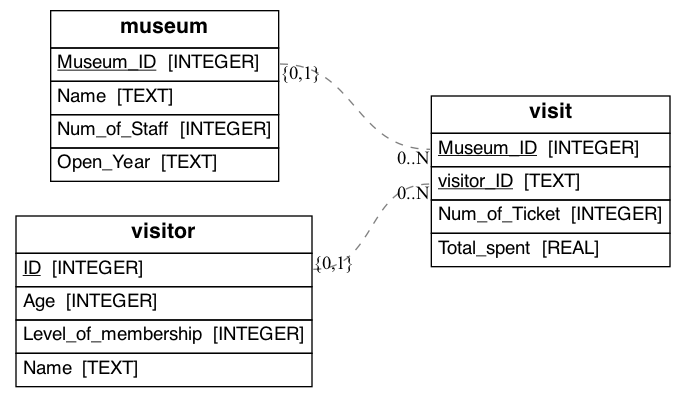 museum
Museum_ID [INTEGER]
Name [TEXT]
Num_of_Staff [INTEGER]
Open_Year [TEXT]
{0,1}
0..N
visit
Museum_ID [INTEGER]
visitor_ID [TEXT]
Num_of_Ticket [INTEGER]
Total_spent [REAL]
0..N
{0,1}
visitor
ID [INTEGER]
Age [INTEGER]
Level_of_membership [INTEGER]
Name [TEXT]